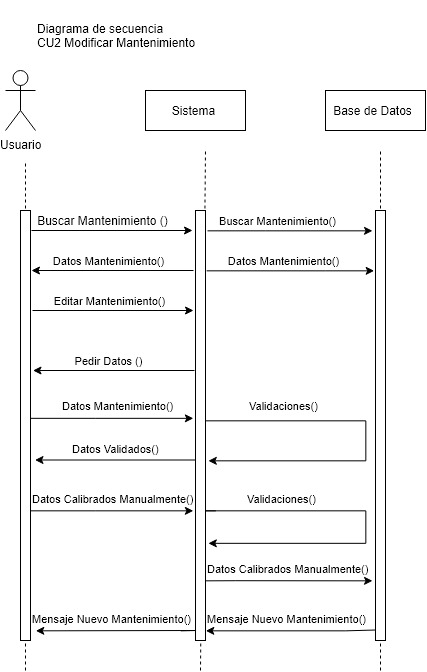 Diagrama de secuencia
CU2 Modificar Mantenimiento
Usuario
Sistema
Base de Datos
Buscar Mantenimiento ()
Buscar Mantenimiento()
Datos Mantenimiento()
Datos Mantenimiento()
Editar Mantenimiento()
Pedir Datos ()
Datos Mantenimiento()
Validaciones()
Datos Validados()
Datos Calibrados Manualmente()
Validaciones()
Datos Calibrados Manualmente()
Mensaje Nuevo Mantenimiento()
Mensaje Nuevo Mantenimiento()